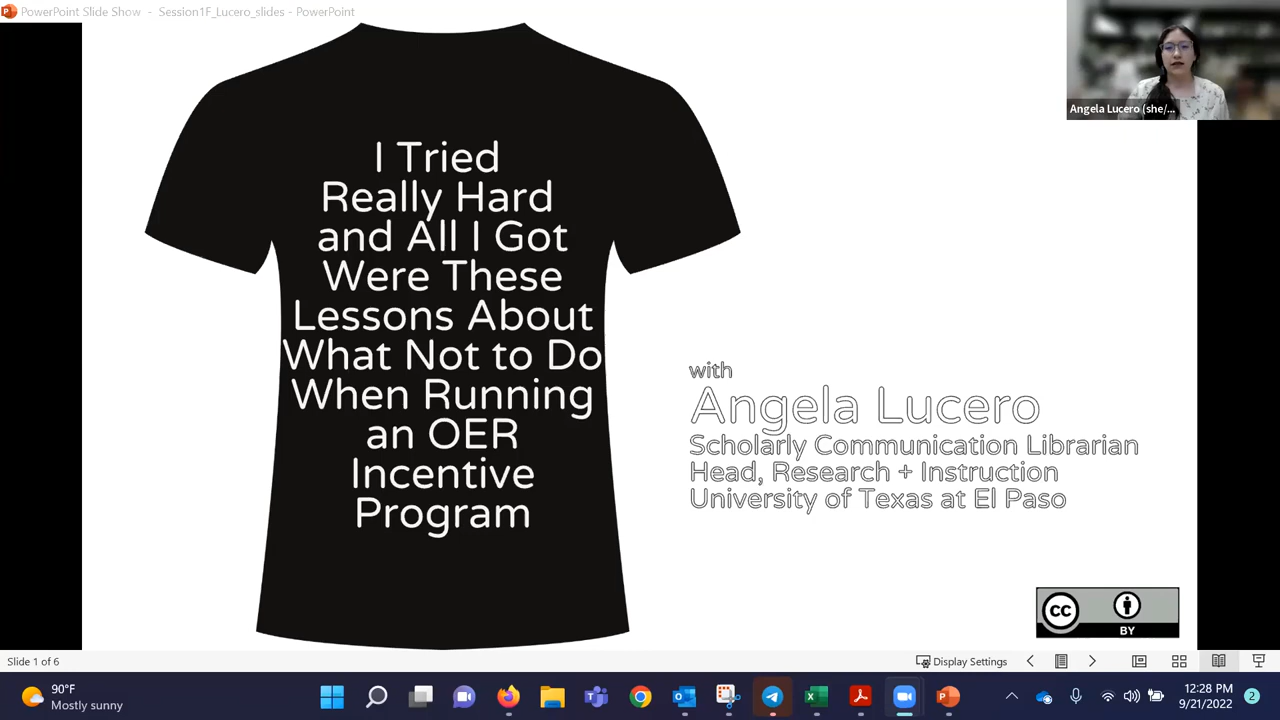 PowerPoint Slide Show - Session1F_Lucero_slides - PowerPoint
Angela Lucero (she/...
I Tried
Really Hard
and All I Got
Were These
Lessons About
What Not to Do
When Running
an OER
Incentive
Program
with
Angela Lucero
Scholarly Communication Librarian
Head, Research + Instruction
University of Texas at El Paso
CC
BY
Slide 1 of 6
Display Settings
90°F
Mostly sunny
12:28 PM
9/21/2022
2